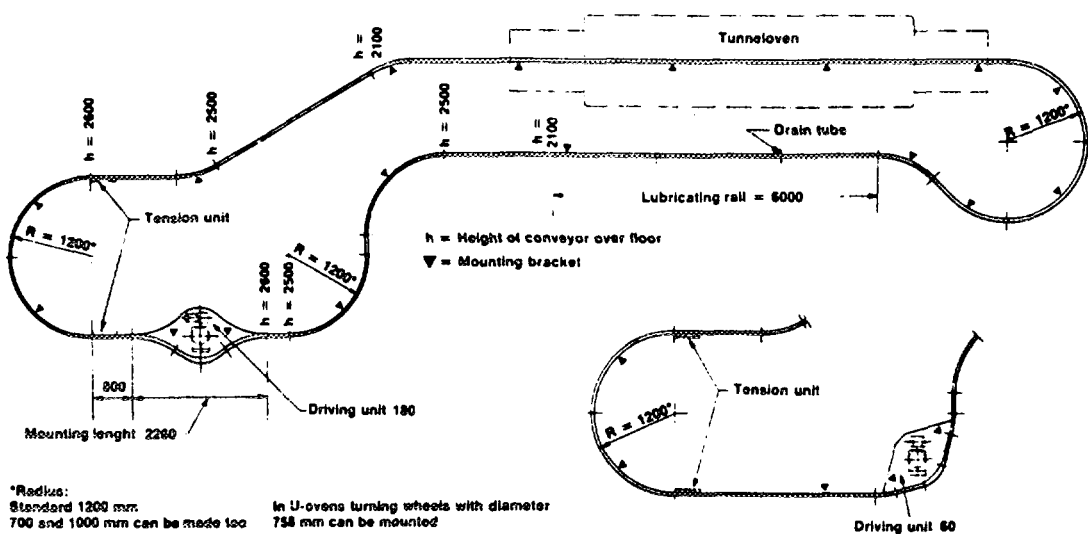 Tunneloven
h = 2100
h = 2600
h = 2500
h = 2500
h = 2100
R = 1200°
Drain tube
Lubricating rail = 6000
Tension unit
R = 1200°
h = Height of conveyor over floor
▼ = Mounting bracket
R = 1200°
h = 2600
h = 2500
800
Driving unit 180
Mounting lenght 2260
Tension unit
R = 1200°
Driving unit 60
*Radius:
Standard 1200 mm
700 and 1000 mm can be made too
In U-ovens turning wheels with diameter
758 mm can be mounted